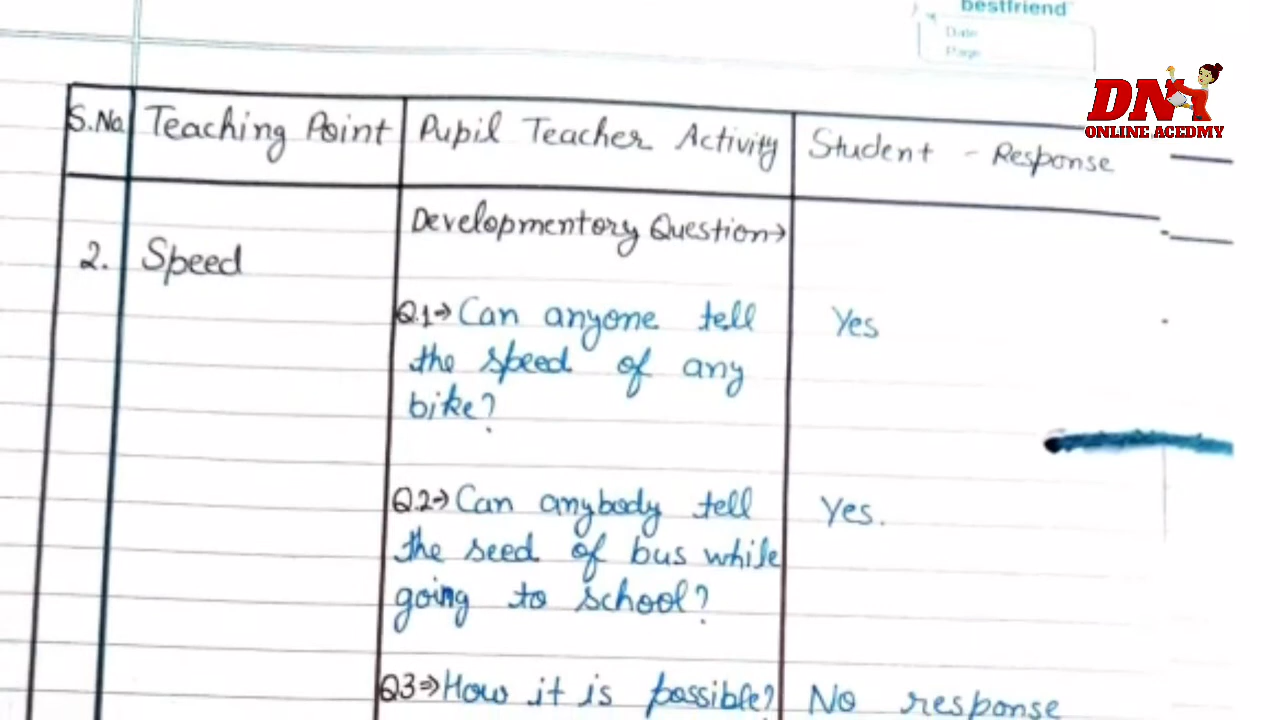 bestfriend
Date
Page
DN
ONLINE ACEDMY
S.No. Teaching Point Pupil Teacher Activity Student - Response
Developmentory Question→
2. Speed
Q.1→ Can anyone tell Yes
the speed of any
bike?
Q.2→ Can anybody tell Yes.
the seed of bus while
going to school?
Q3⇒ How it is possible? No response